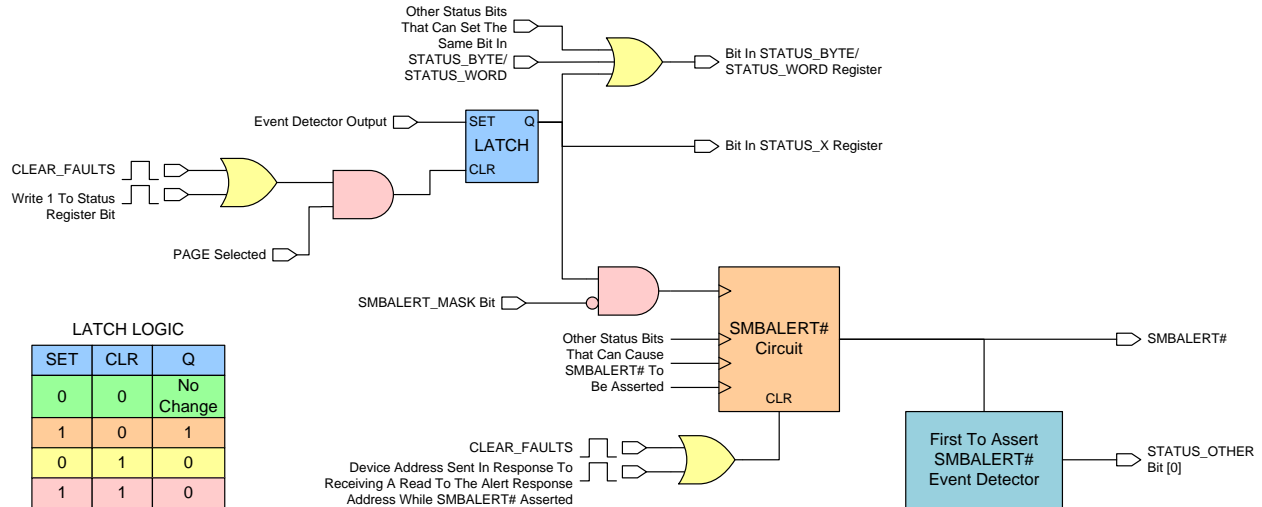 Other Status Bits
That Can Set The
Same Bit In
STATUS_BYTE/
STATUS_WORD
Bit In STATUS_BYTE/
STATUS_WORD Register
Event Detector Output
SET Q
LATCH
CLR
Bit In STATUS_X Register
CLEAR_FAULTS
Write 1 To Status
Register Bit
PAGE Selected
SMBALERT_MASK Bit
Other Status Bits
That Can Cause
SMBALERT# To
Be Asserted
SMBALERT#
Circuit
CLR
SMBALERT#
LATCH LOGIC
SET CLR Q
0 0 No
Change
1 0 1
0 1 0
1 1 0
CLEAR_FAULTS
Device Address Sent In Response To
Receiving A Read To The Alert Response
Address While SMBALERT# Asserted
First To Assert
SMBALERT#
Event Detector
STATUS_OTHER
Bit [0]